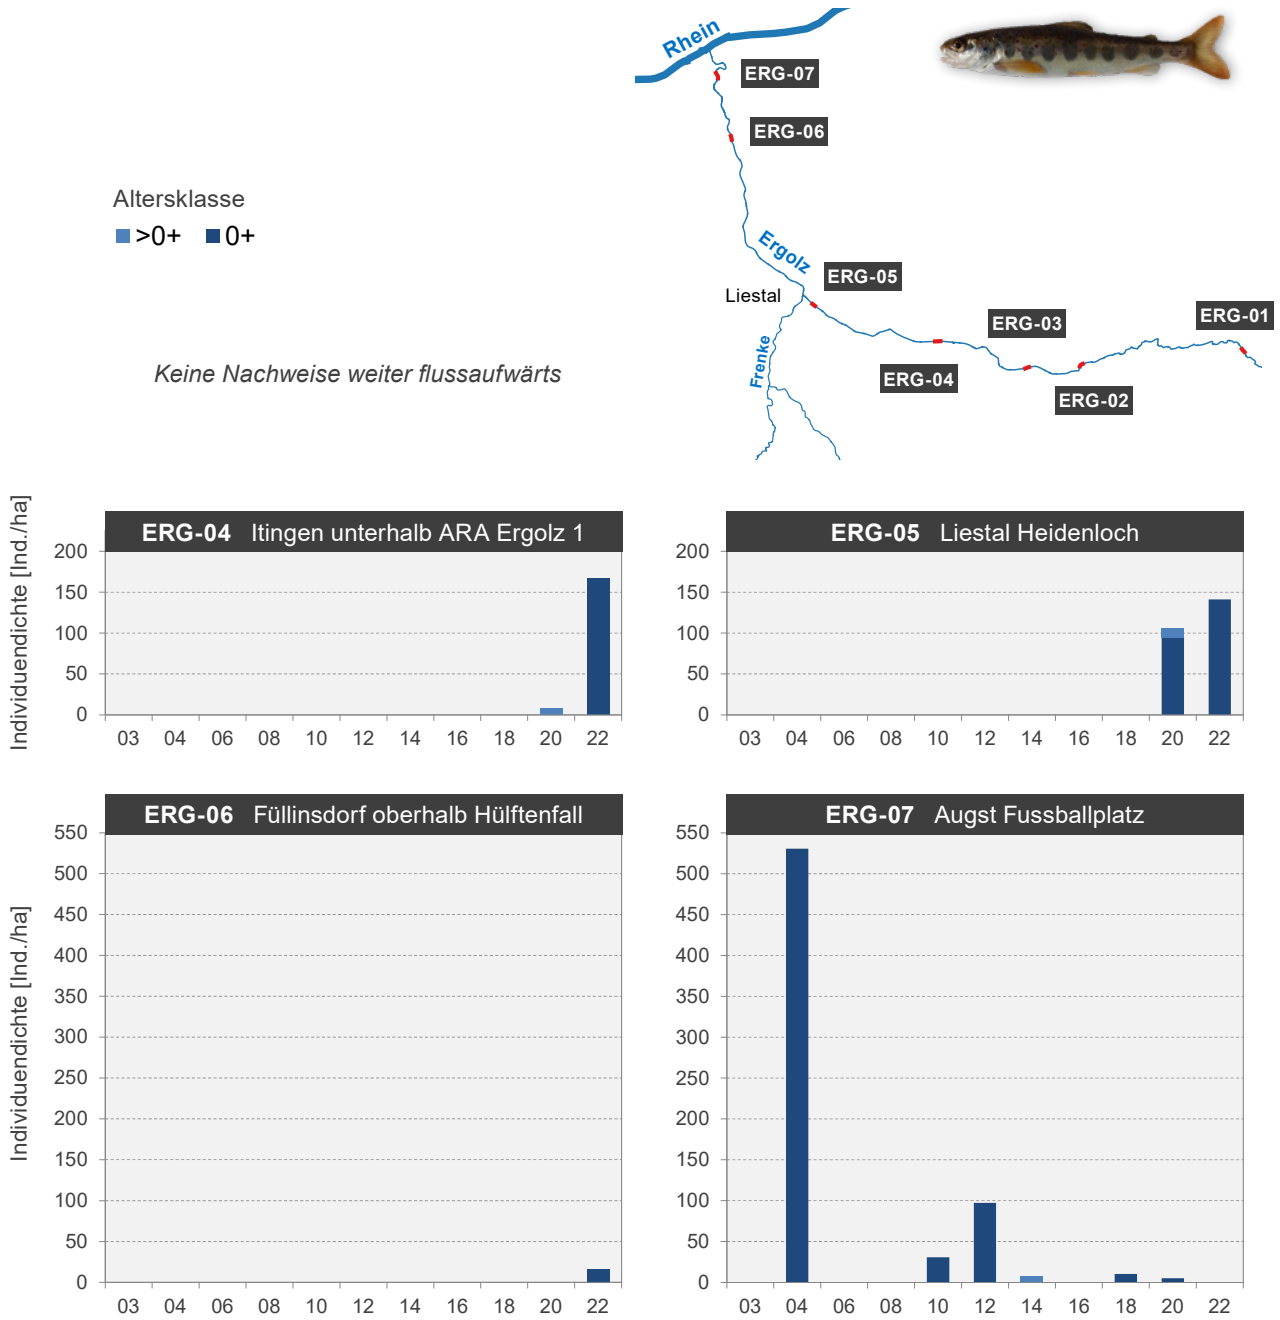 Rhein
ERG-07
ERG-06
Altersklasse
>0+ 0+
Ergolz
ERG-05
Liestal
ERG-01
ERG-03
Frenke
Keine Nachweise weiter flussaufwärts
ERG-04
ERG-02
Individuendichte [Ind./ha]
ERG-04 Itingen unterhalb ARA Ergolz 1
200
150
100
50
0
03 04 06 08 10 12 14 16 18 20 22
ERG-05 Liestal Heidenloch
200
150
100
50
0
03 04 06 08 10 12 14 16 18 20 22
Individuendichte [Ind./ha]
ERG-06 Füllinsdorf oberhalb Hülftenfall
550
500
450
400
350
300
250
200
150
100
50
0
03 04 06 08 10 12 14 16 18 20 22
ERG-07 Augst Fussballplatz
550
500
450
400
350
300
250
200
150
100
50
0
03 04 06 08 10 12 14 16 18 20 22